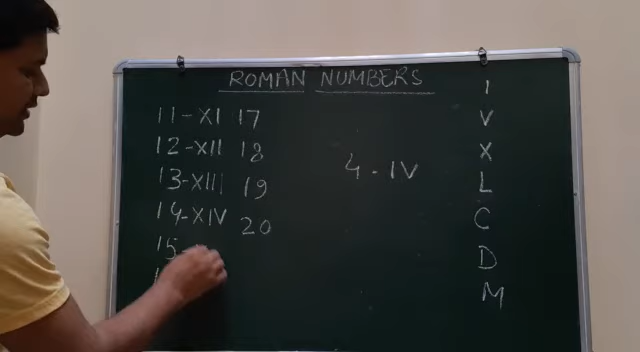 ROMAN NUMBERS
11-XI 17
12-XII 18
13-XIII 19
14-XIV 20
15-
4-IV
I
V
X
L
C
D
M